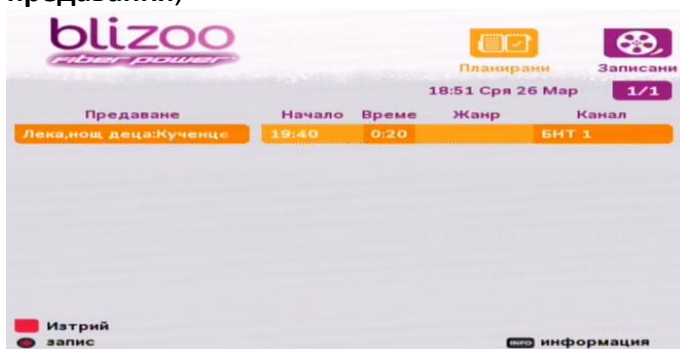 предавания)
blizoo
Fiber power
Планирани
Записани
18:51 Сря 26 Мар
1/1
Предаване Начало Време Жанр Канал
Лека,нощ деца:Кученце 19:40 0:20 БНТ 1
Изтрий
запис
INFO информация